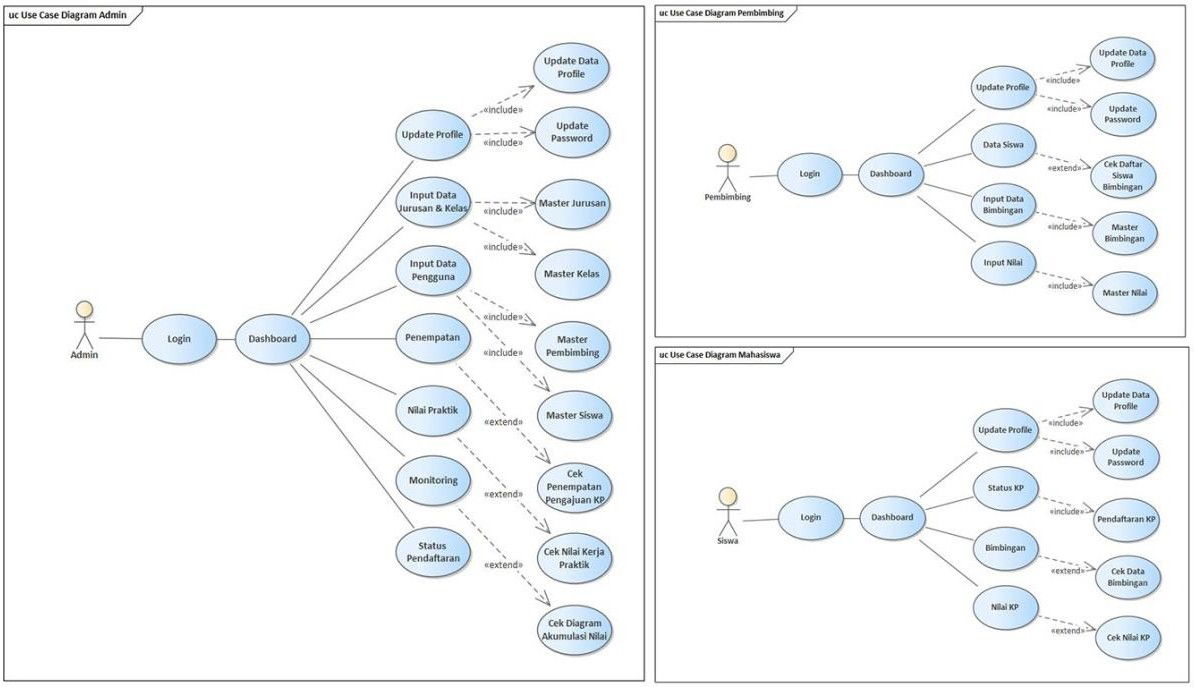 uc Use Case Diagram Admin
Update Data
Profile
«include»
Update Profile
Update
Password
«include»
Input Data
Jurusan & Kelas
«include»
Master Jurusan
«include»
Input Data
Pengguna
Master Kelas
«include»
Admin
Login
Dashboard
Penempatan
Master
Pembimbing
«include»
Nilai Praktik
Master Siswa
«extend»
Monitoring
Cek
Penempatan
Pengajuan KP
«extend»
Status
Pendaftaran
Cek Nilai Kerja
Praktik
«extend»
Cek Diagram
Akumulasi Nilai
uc Use Case Diagram Pembimbing
Update Data
Profile
«include»
Update Profile
«include»
Update
Password
Data Siswa
«extend»
Cek Daftar
Siswa
Bimbingan
Pembimbing
Login
Dashboard
Input Data
Bimbingan
«include»
Master
Bimbingan
Input Nilai
«include»
Master Nilai
uc Use Case Diagram Mahasiswa
Update Data
Profile
«include»
Update Profile
«include»
Update
Password
Status KP
«include»
Pendaftaran KP
Siswa
Login
Dashboard
Bimbingan
«extend»
Cek Data
Bimbingan
Nilai KP
«extend»
Cek Nilai KP